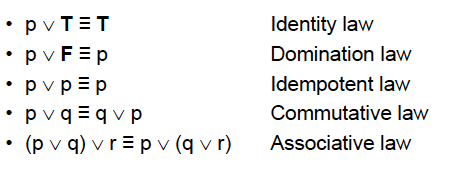 • p ∨ T ≡ T Identity law
• p ∨ F ≡ p Domination law
• p ∨ p ≡ p Idempotent law
• p ∨ q ≡ q ∨ p Commutative law
• (p ∨ q) ∨ r ≡ p ∨ (q ∨ r) Associative law